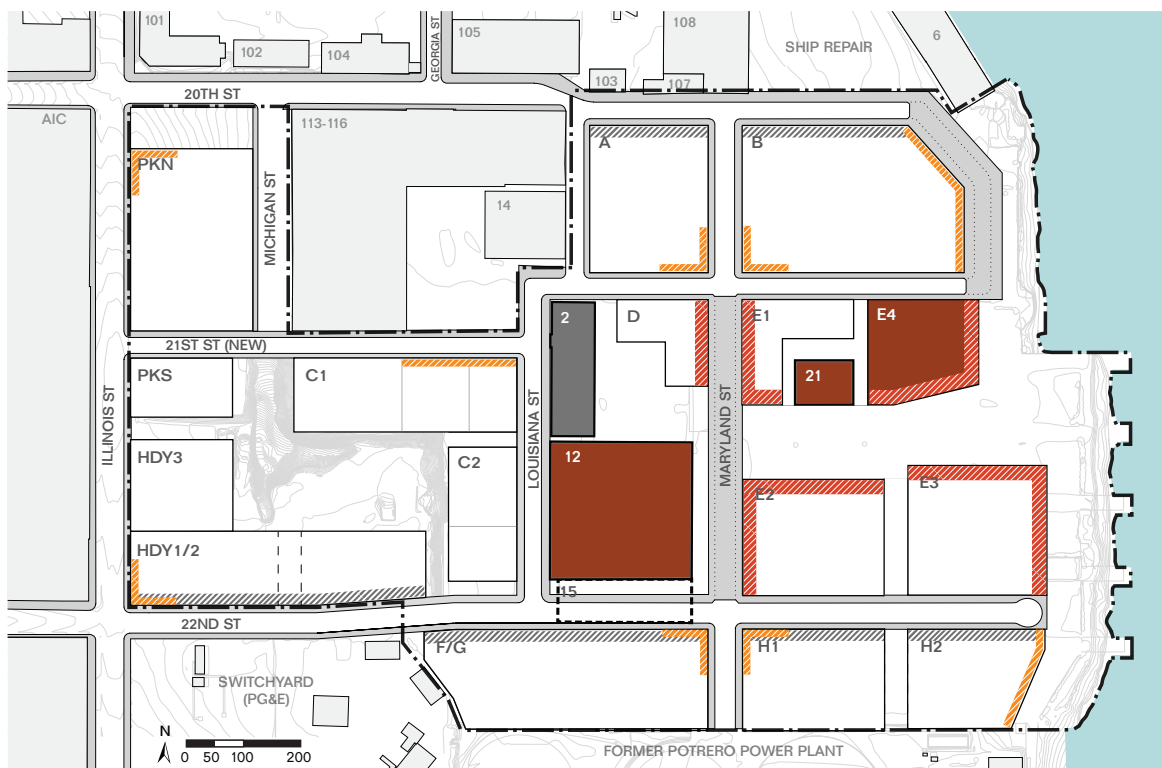 101
102
104
GEORGIA ST
105
108
103
107
SHIP REPAIR
6
20TH ST
AIC
PKN
MICHIGAN ST
113-116
14
A
B
21ST ST (NEW)
2
D
E1
E4
21
PKS
C1
ILLINOIS ST
LOUISIANA ST
MARYLAND ST
HDY3
C2
12
E2
E3
HDY1/2
15
22ND ST
F/G
H1
H2
SWITCHYARD
(PG&E)
N
0 50 100 200
FORMER POTRERO POWER PLANT